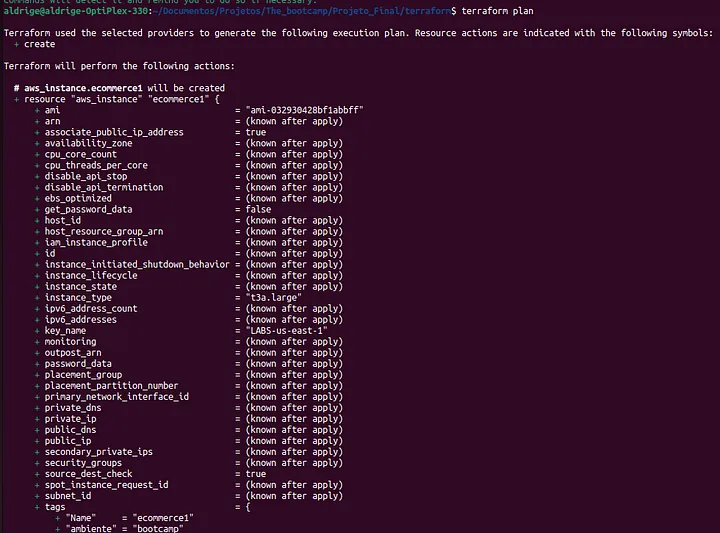 commands will detect it and remind you to do so if necessary.
aldrige@aldrige-OptiPlex-330:~/Documentos/Projetos/The_bootcamp/Projeto_Final/terraform$ terraform plan
Terraform used the selected providers to generate the following execution plan. Resource actions are indicated with the following symbols:
+ create
Terraform will perform the following actions:
# aws_instance.ecommerce1 will be created
+ resource "aws_instance" "ecommerce1" {
+ ami = "ami-032930428bf1abbff"
+ arn = (known after apply)
+ associate_public_ip_address = true
+ availability_zone = (known after apply)
+ cpu_core_count = (known after apply)
+ cpu_threads_per_core = (known after apply)
+ disable_api_stop = (known after apply)
+ disable_api_termination = (known after apply)
+ ebs_optimized = (known after apply)
+ get_password_data = false
+ host_id = (known after apply)
+ host_resource_group_arn = (known after apply)
+ iam_instance_profile = (known after apply)
+ id = (known after apply)
+ instance_initiated_shutdown_behavior = (known after apply)
+ instance_lifecycle = (known after apply)
+ instance_state = (known after apply)
+ instance_type = "t3a.large"
+ ipv6_address_count = (known after apply)
+ ipv6_addresses = (known after apply)
+ key_name = "LABS-us-east-1"
+ monitoring = (known after apply)
+ outpost_arn = (known after apply)
+ password_data = (known after apply)
+ placement_group = (known after apply)
+ placement_partition_number = (known after apply)
+ primary_network_interface_id = (known after apply)
+ private_dns = (known after apply)
+ private_ip = (known after apply)
+ public_dns = (known after apply)
+ public_ip = (known after apply)
+ secondary_private_ips = (known after apply)
+ security_groups = (known after apply)
+ source_dest_check = true
+ spot_instance_request_id = (known after apply)
+ subnet_id = (known after apply)
+ tags = {
+ "Name" = "ecommerce1"
+ "ambiente" = "bootcamp"